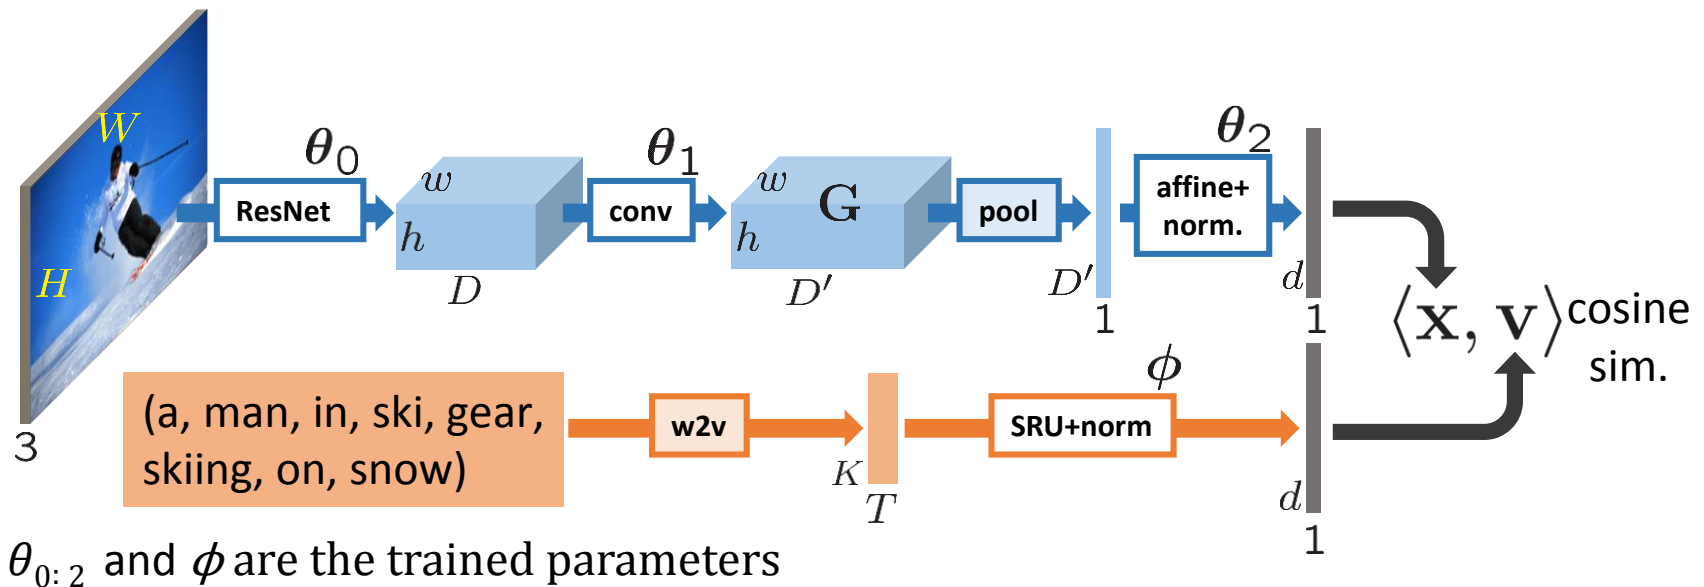 W
H
3
θ₀
ResNet
w
h
D
θ₁
conv
w
G
h
D′
pool
D′
1
θ₂
affine+
norm.
d
1
⟨x, v⟩ cosine
sim.
(a, man, in, ski, gear,
skiing, on, snow)
w2v
K
T
ϕ
SRU+norm
d
1
θ₀:₂ and ϕ are the trained parameters